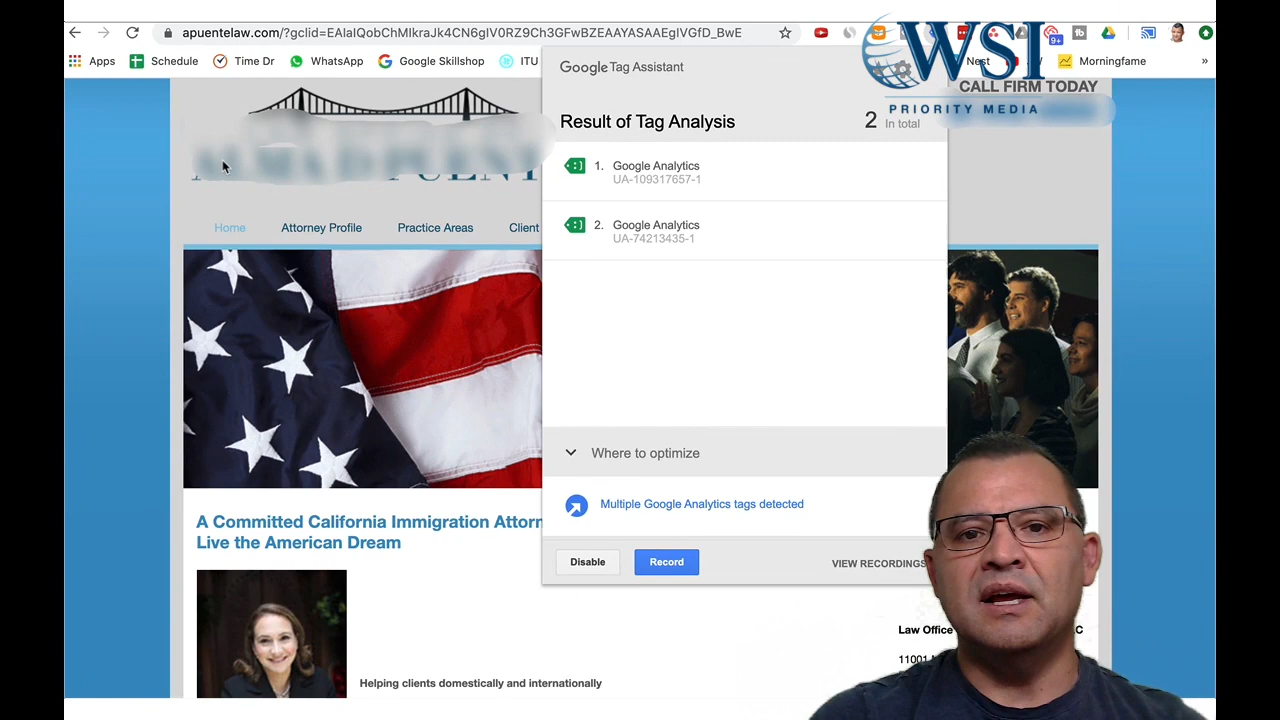 apuentelaw.com/?gclid=EAIaIQobChMIkraJk4CN6gIV0RZ9Ch3GFwBZEAAYASAAEgIVGfD_BwE
9+
Apps
Schedule
Time Dr
WhatsApp
Google Skillshop
ITU
Nest
Morningfame
»
WSI
PRIORITY MEDIA
CALL FIRM TODAY
Google Tag Assistant
Result of Tag Analysis
2 In total
1. Google Analytics
UA-109317657-1
2. Google Analytics
UA-74213435-1
Where to optimize
Multiple Google Analytics tags detected
Disable
Record
VIEW RECORDINGS
Home
Attorney Profile
Practice Areas
Client
A Committed California Immigration Attor
Live the American Dream
Helping clients domestically and internationally
Law Office
C
11001